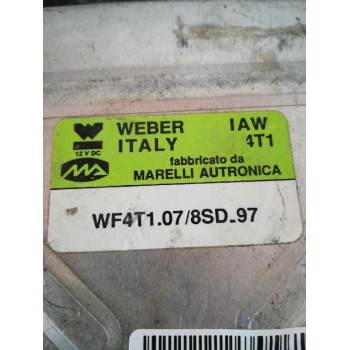 WEBER IAW
12 V DC
ITALY 4T1
fabbricato da
MARELLI AUTRONICA
WF4T1.07/8SD-97